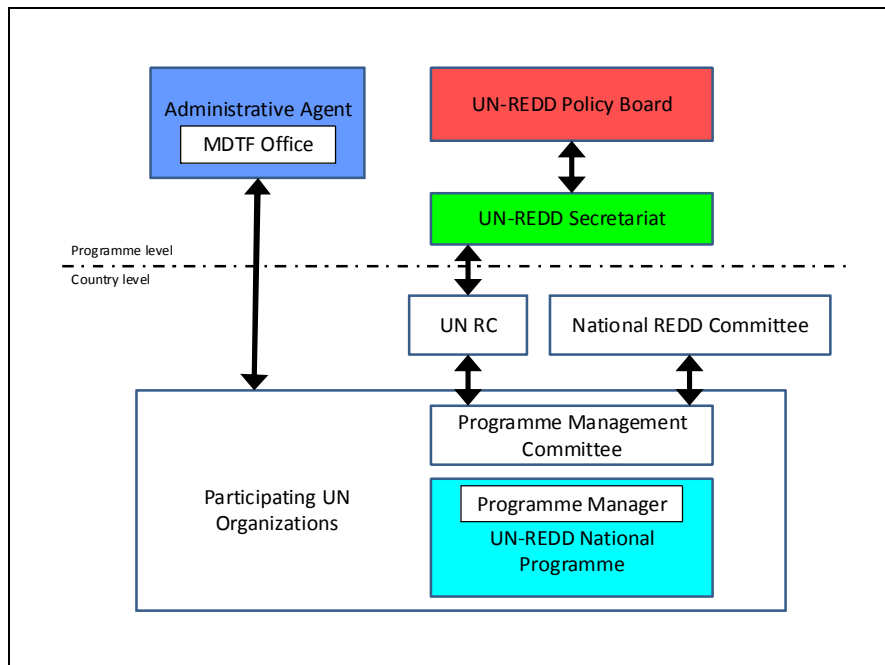 Administrative Agent
MDTF Office
UN-REDD Policy Board
UN-REDD Secretariat
Programme level
Country level
UN RC
National REDD Committee
Programme Management
Committee
Participating UN
Organizations
Programme Manager
UN-REDD National
Programme